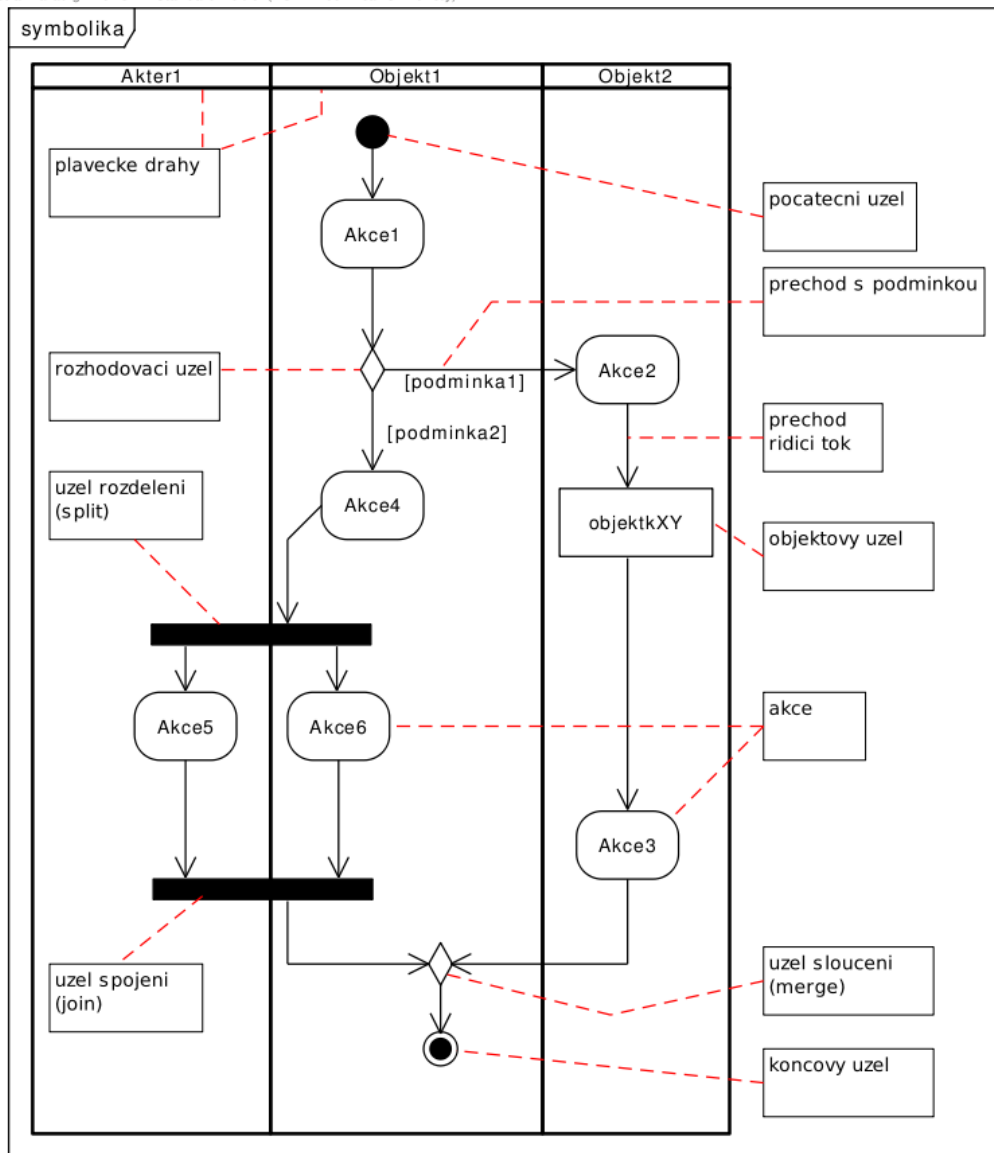 symbolika
Akter1
Objekt1
Objekt2
plavecke drahy
pocatecni uzel
Akce1
prechod s podminkou
rozhodovaci uzel
[podminka1]
Akce2
[podminka2]
prechod
ridici tok
uzel rozdeleni
(split)
Akce4
objektkXY
objektovy uzel
Akce5
Akce6
akce
Akce3
uzel spojeni
(join)
uzel slouceni
(merge)
koncovy uzel